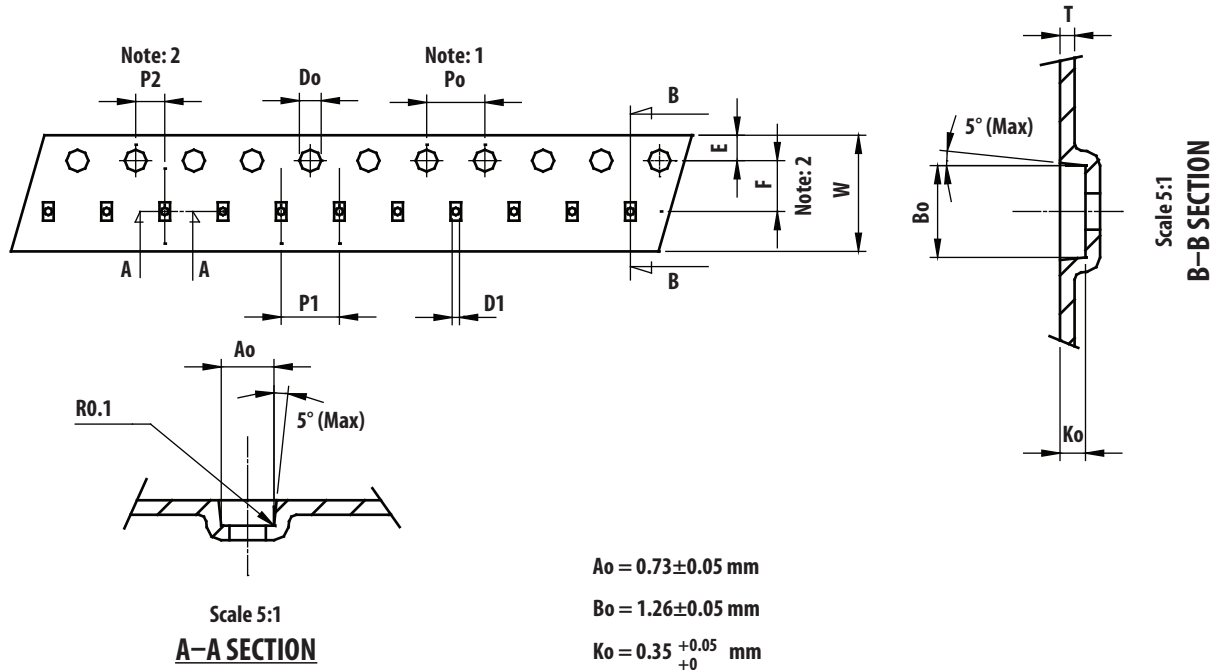 T
Note: 2
P2
Do
Note: 1
Po
B
E
F
Note: 2
W
5° (Max)
Bo
Scale 5:1
B–B SECTION
A
A
P1
D1
B
Ao
R0.1
5° (Max)
Ko
Scale 5:1
A–A SECTION
Ao = 0.73±0.05 mm
Bo = 1.26±0.05 mm
Ko = 0.35 +0.05 +0 mm